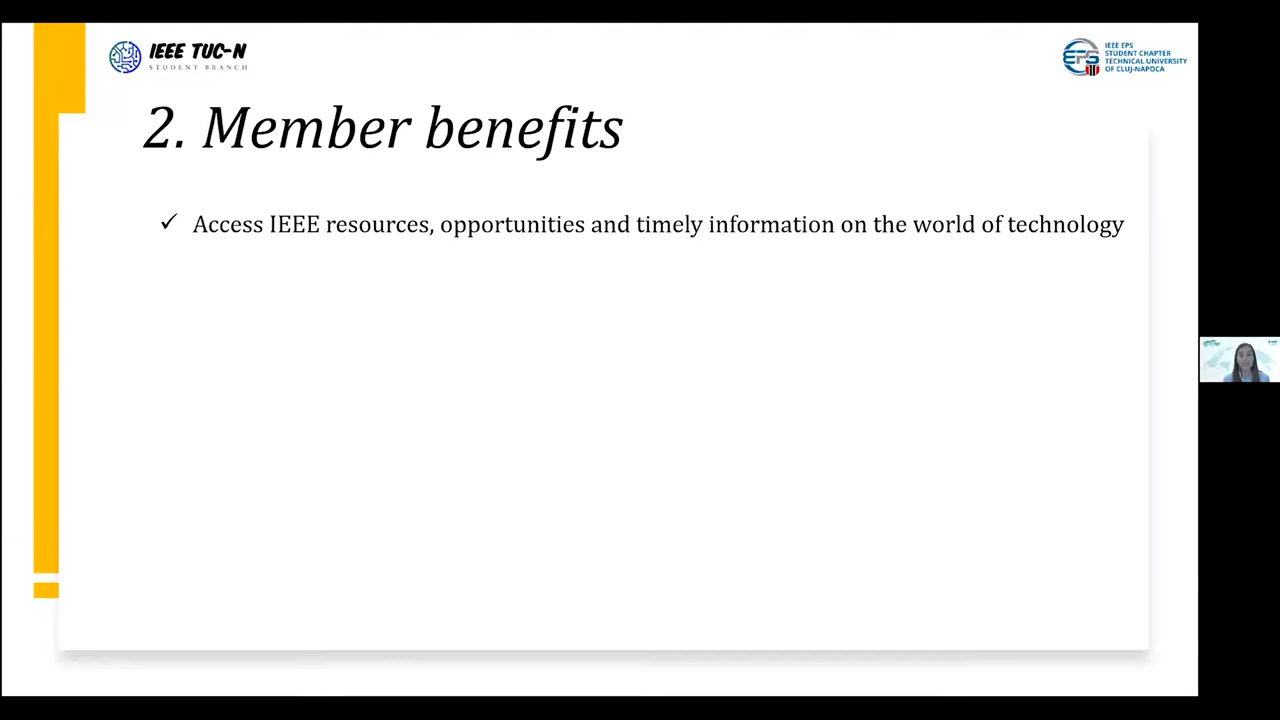 IEEE TUC-N
STUDENT BRANCH
EPS
IEEE EPS
STUDENT CHAPTER
TECHNICAL UNIVERSITY
OF CLUJ-NAPOCA
2. Member benefits
✓ Access IEEE resources, opportunities and timely information on the world of technology